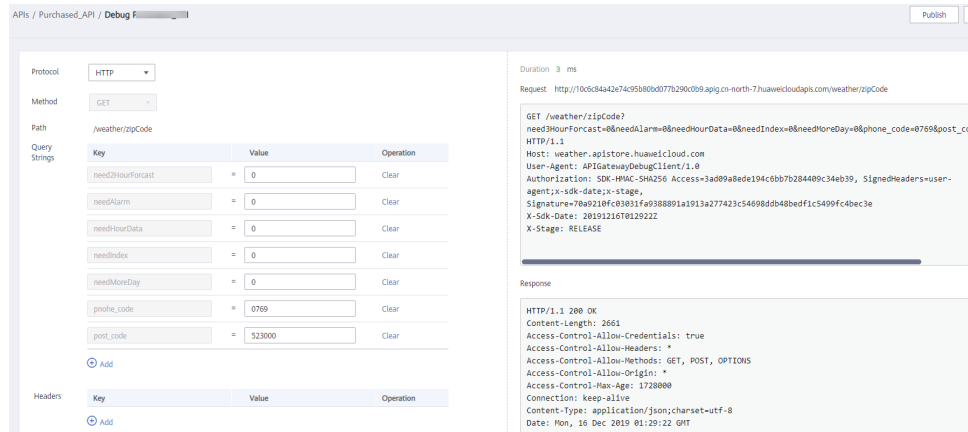 APIs / Purchased_API / Debug
Publish
Protocol
HTTP
Method
GET
Path
/weather/zipCode
Query
Strings
Key Value Operation
need2HourForcast = 0 Clear
needAlarm = 0 Clear
needHourData = 0 Clear
needIndex = 0 Clear
needMoreDay = 0 Clear
pnohe_code = 0769 Clear
post_code = 523000 Clear
Add
Headers
Key Value Operation
Add
Duration 3 ms
Request http://10c6c84a42e74c95b80bd077b290c0b9.apig.cn-north-7.huaweicloudapis.com/weather/zipCode
GET /weather/zipCode?
need3HourForcast=0&needAlarm=0&needHourData=0&needIndex=0&needMoreDay=0&phone_code=0769&post_co
HTTP/1.1
Host: weather.apistore.huaweicloud.com
User-Agent: APIGatewayDebugClient/1.0
Authorization: SDK-HMAC-SHA256 Access=3ad09a8ede194c6bb7b284409c34eb39, SignedHeaders=user-
agent;x-sdk-date;x-stage,
Signature=70a9210fc03031fa9388891a1913a277423c54698ddb48bedf1c5499fc4bec3e
X-Sdk-Date: 20191216T012922Z
X-Stage: RELEASE
Response
HTTP/1.1 200 OK
Content-Length: 2661
Access-Control-Allow-Credentials: true
Access-Control-Allow-Headers: *
Access-Control-Allow-Methods: GET, POST, OPTIONS
Access-Control-Allow-Origin: *
Access-Control-Max-Age: 1728000
Connection: keep-alive
Content-Type: application/json;charset=utf-8
Date: Mon, 16 Dec 2019 01:29:22 GMT